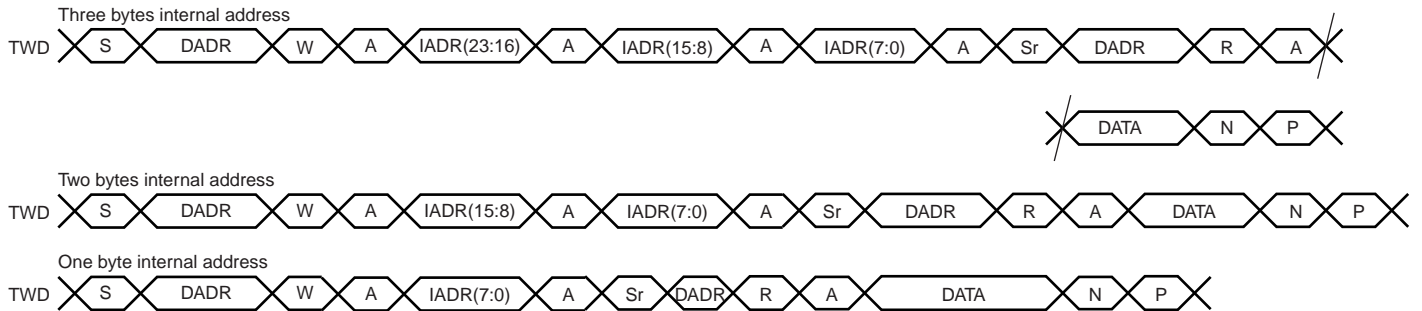 Three bytes internal address
TWD S DADR W A IADR(23:16) A IADR(15:8) A IADR(7:0) A Sr DADR R A
DATA N P
Two bytes internal address
TWD S DADR W A IADR(15:8) A IADR(7:0) A Sr DADR R A DATA N P
One byte internal address
TWD S DADR W A IADR(7:0) A Sr DADR R A DATA N P